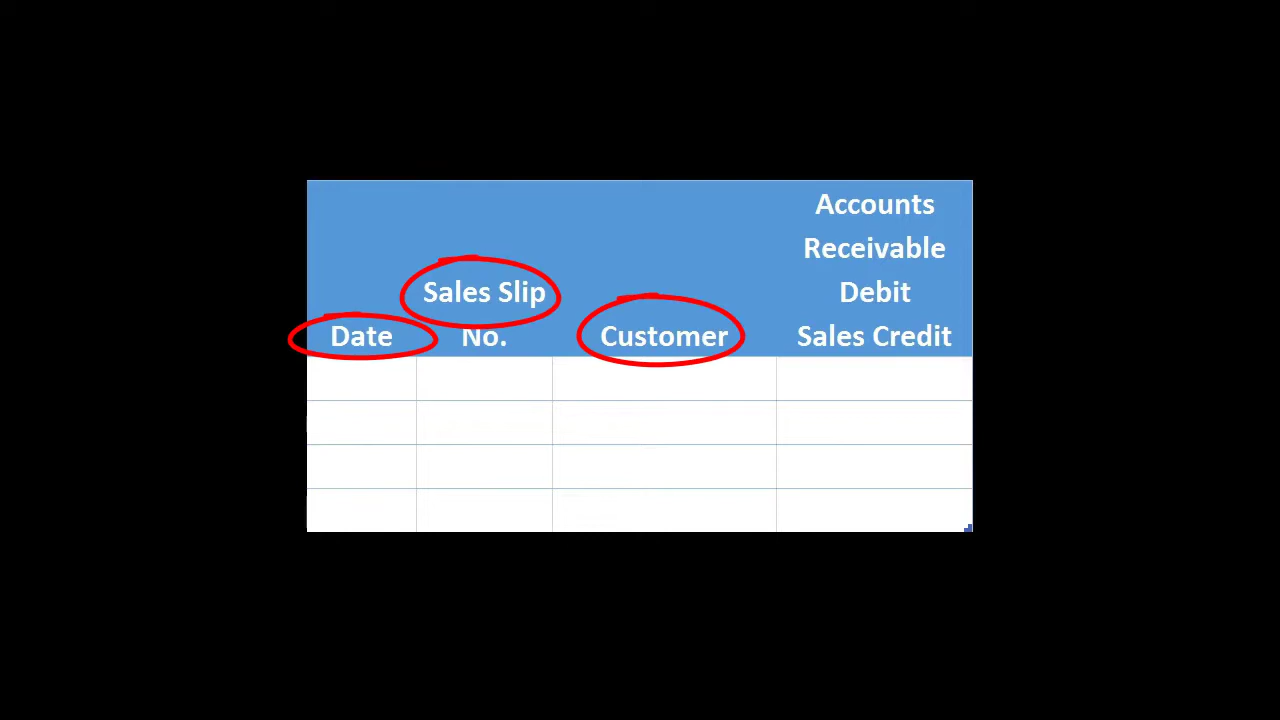 Date
Sales Slip
No.
Customer
Accounts
Receivable
Debit
Sales Credit